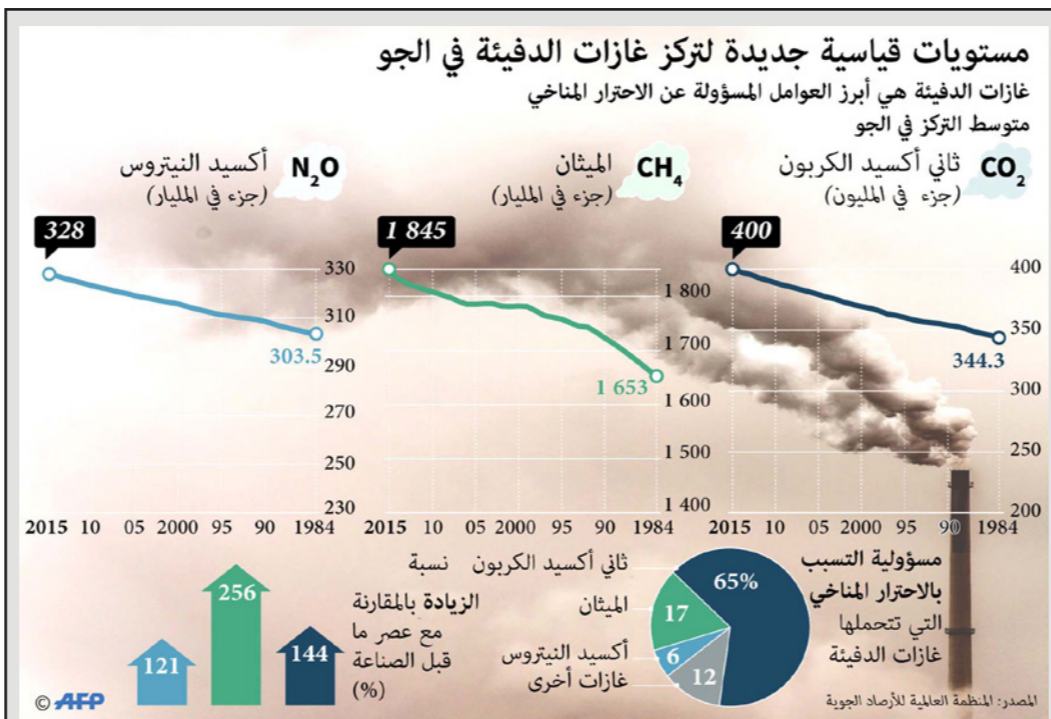 مستويات قياسية جديدة لتركز غازات الدفيئة في الجو
غازات الدفيئة هي أبرز العوامل المسؤولة عن الاحترار المناخي
متوسط التركز في الجو
CO2
ثاني أكسيد الكربون
(جزء في المليون)
400
400
350
344.3
300
250
200
1984
90
95
2000
05
10
2015
CH4
الميثان
(جزء في المليار)
1 845
1 800
1 700
1 653
1 600
1 500
1 400
1984
90
95
2000
05
10
2015
N2O
أكسيد النيتروس
(جزء في المليار)
328
330
310
303.5
290
270
250
230
1984
90
95
2000
05
10
2015
مسؤولية التسبب
بالاحترار المناخي
التي تتحملها
غازات الدفيئة
65%
17
6
12
ثاني أكسيد الكربون
الميثان
أكسيد النيتروس
غازات أخرى
نسبة
الزيادة بالمقارنة
مع عصر ما
قبل الصناعة
(%)
144
256
121
المصدر: المنظمة العالمية للأرصاد الجوية
© AFP